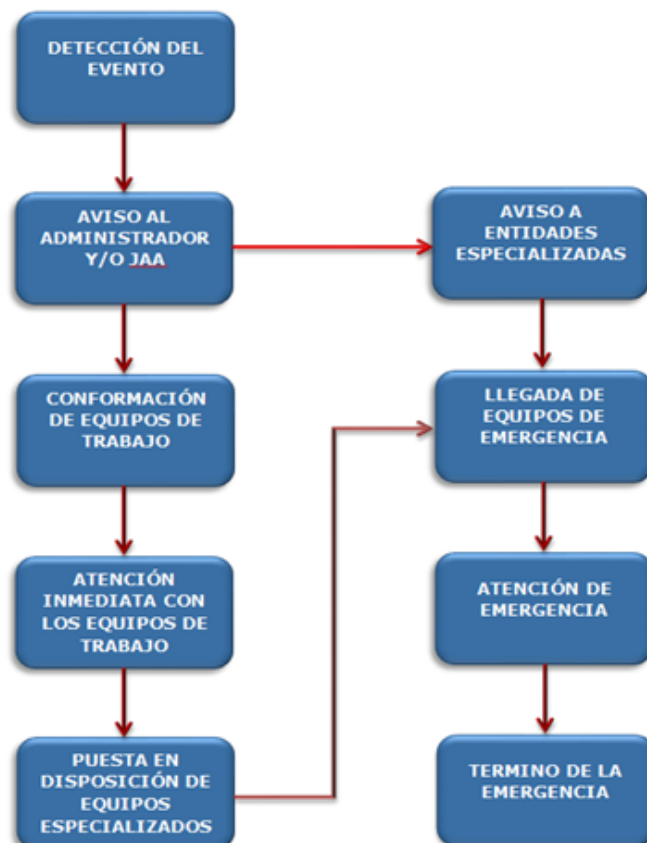 DETECCIÓN DEL
EVENTO
AVISO AL
ADMINISTRADOR
Y/O JAA
CONFORMACIÓN
DE EQUIPOS DE
TRABAJO
ATENCIÓN
INMEDIATA CON
LOS EQUIPOS DE
TRABAJO
PUESTA EN
DISPOSICIÓN DE
EQUIPOS
ESPECIALIZADOS
AVISO A
ENTIDADES
ESPECIALIZADAS
LLEGADA DE
EQUIPOS DE
EMERGENCIA
ATENCIÓN DE
EMERGENCIA
TERMINO DE LA
EMERGENCIA